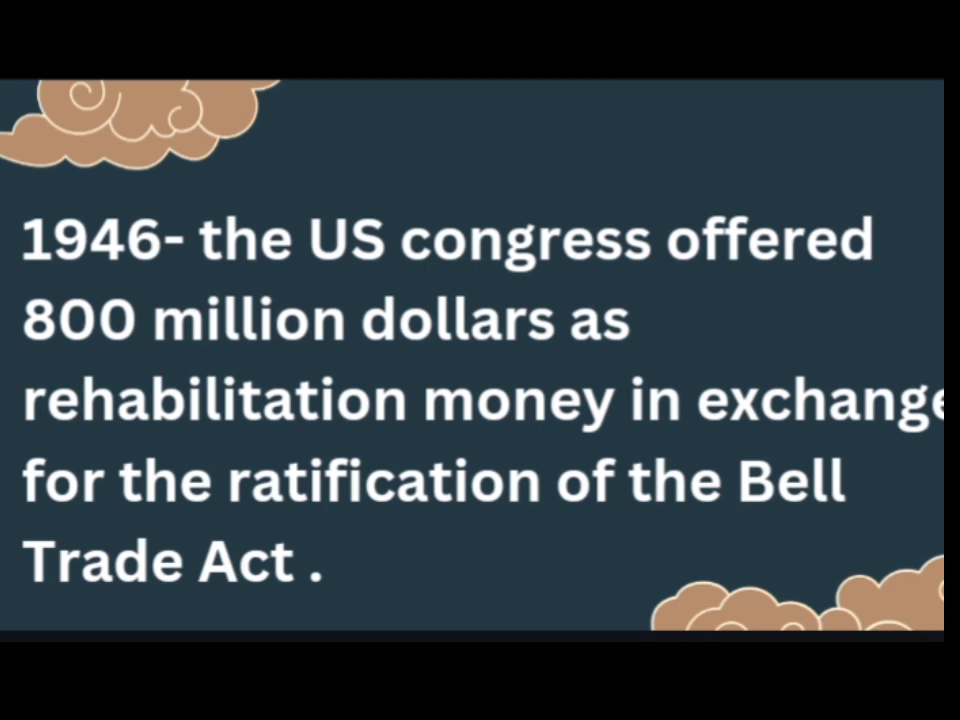 1946- the US congress offered
800 million dollars as
rehabilitation money in exchange
for the ratification of the Bell
Trade Act .